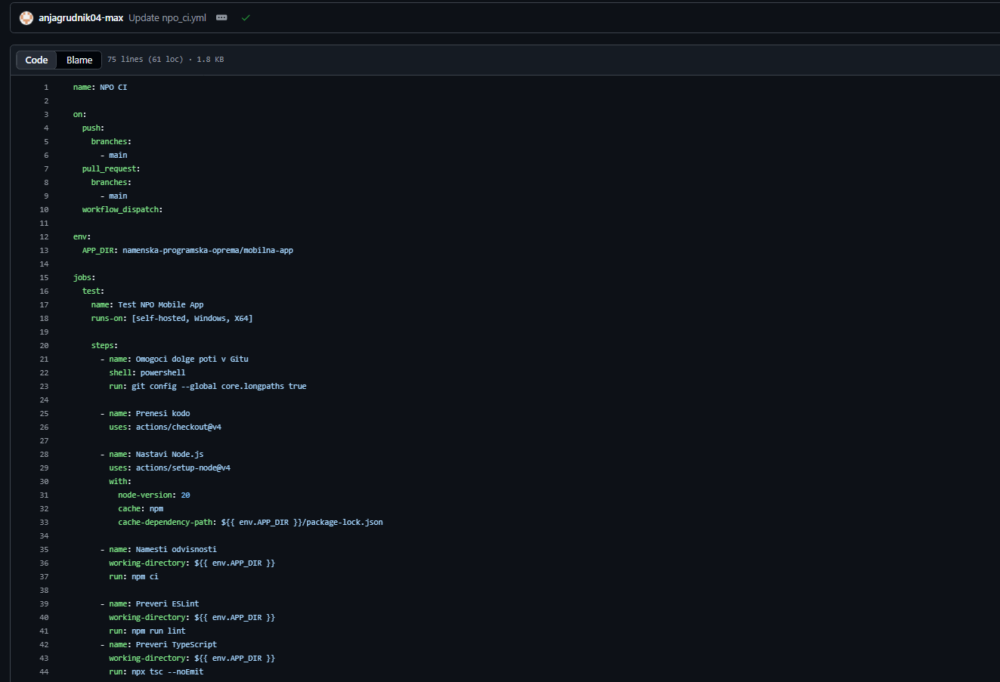 anjagrudnik04-max Update npo_ci.yml
Code Blame 75 lines (61 loc) · 1.8 KB
1 name: NPO CI
2
3 on:
4 push:
5 branches:
6 - main
7 pull_request:
8 branches:
9 - main
10 workflow_dispatch:
11
12 env:
13 APP_DIR: namenska-programska-oprema/mobilna-app
14
15 jobs:
16 test:
17 name: Test NPO Mobile App
18 runs-on: [self-hosted, Windows, X64]
19
20 steps:
21 - name: Omogoci dolge poti v Gitu
22 shell: powershell
23 run: git config --global core.longpaths true
24
25 - name: Prenesi kodo
26 uses: actions/checkout@v4
27
28 - name: Nastavi Node.js
29 uses: actions/setup-node@v4
30 with:
31 node-version: 20
32 cache: npm
33 cache-dependency-path: ${{ env.APP_DIR }}/package-lock.json
34
35 - name: Namesti odvisnosti
36 working-directory: ${{ env.APP_DIR }}
37 run: npm ci
38
39 - name: Preveri ESLint
40 working-directory: ${{ env.APP_DIR }}
41 run: npm run lint
42 - name: Preveri TypeScript
43 working-directory: ${{ env.APP_DIR }}
44 run: npx tsc --noEmit